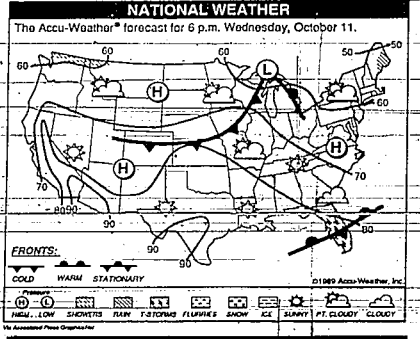 NATIONAL WEATHER
The Accu-Weather® forecast for 6 p.m. Wednesday, October 11.
60
60
60
50
50
60
L
H
H
H
70
70
80
90
80
90
90
FRONTS:
COLD WARM STATIONARY
©1989 Accu-Weather, Inc.
Pressure
H L
HIGH LOW SHOWERS RAIN T-STORMS FLURRIES SNOW ICE SUNNY PT. CLOUDY CLOUDY
Via Associated Press GraphicsNet